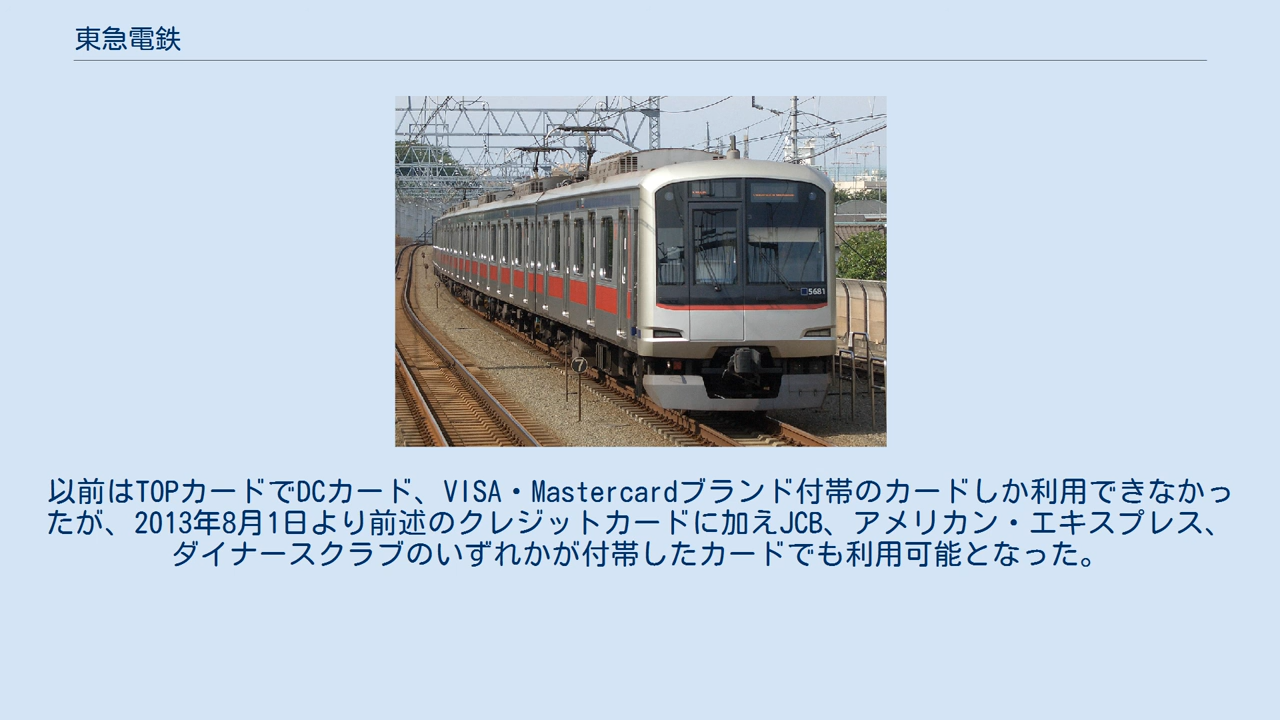 東急電鉄
5681
7
以前はTOPカードでDCカード、VISA・Mastercardブランド付帯のカードしか利用できなかっ
たが、2013年8月1日より前述のクレジットカードに加えJCB、アメリカン・エキスプレス、
ダイナースクラブのいずれかが付帯したカードでも利用可能となった。